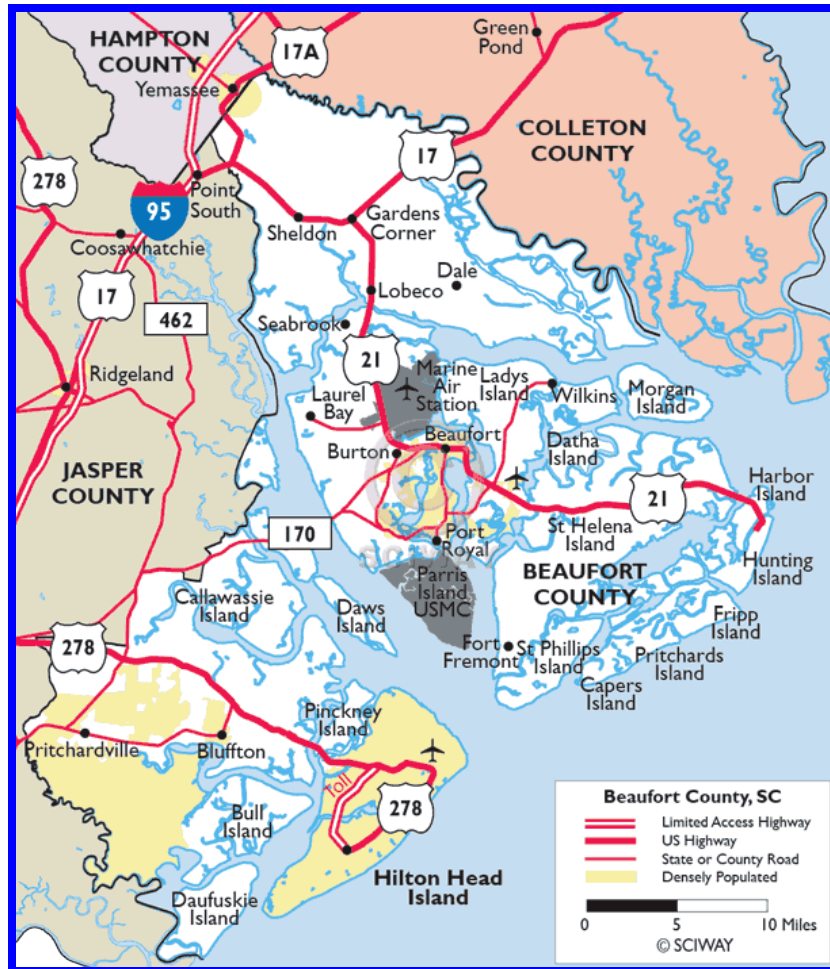 HAMPTON
COUNTY
17A
Green
Pond
Yemassee
COLLETON
COUNTY
17
278
Point
South
95
Coosawhatchie
Sheldon
Gardens
Corner
Dale
17
462
Lobeco
Seabrook
21
Marine
Air
Station
Ladys
Island
Wilkins
Morgan
Island
Ridgeland
Laurel
Bay
Datha
Island
Burton
Beaufort
JASPER
COUNTY
Harbor
Island
21
170
St Helena
Island
Port
Royal
SCIWAY
Hunting
Island
BEAUFORT
COUNTY
Parris
Island
USMC
Callawassie
Island
Daws
Island
Fripp
Island
278
Fort
Fremont
St Phillips
Island
Pritchards
Island
Capers
Island
Pinckney
Island
Pritchardville
Bluffton
Toll
278
Bull
Island
Hilton Head
Island
Daufuskie
Island
Beaufort County, SC
Limited Access Highway
US Highway
State or County Road
Densely Populated
0 5 10 Miles
© SCIWAY